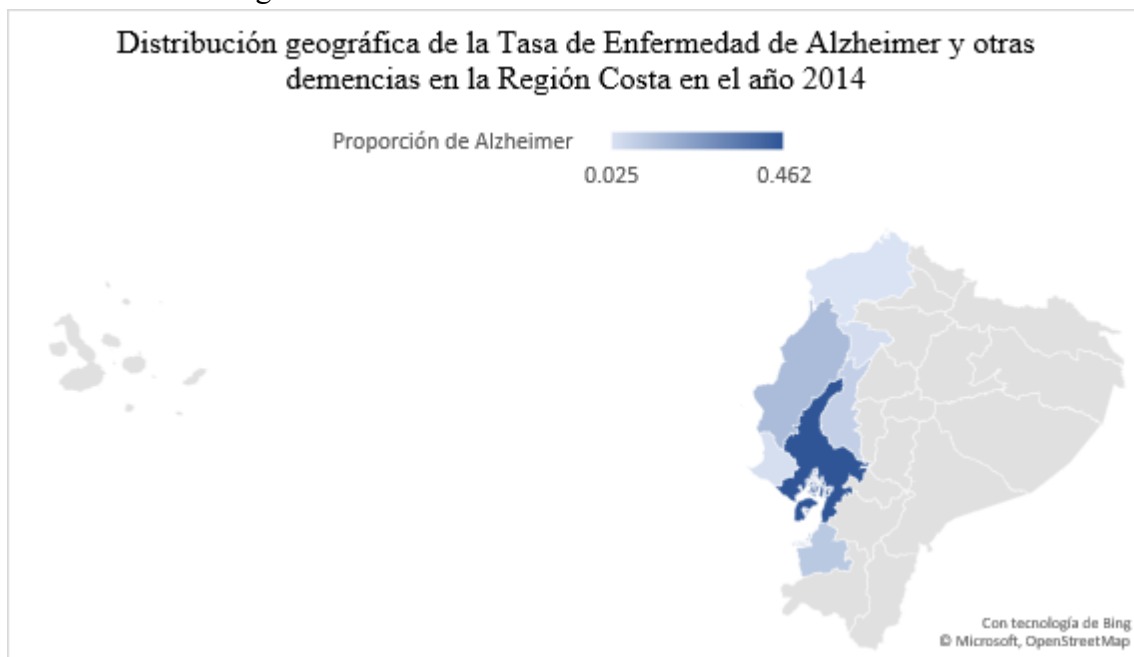 Distribución geográfica de la Tasa de Enfermedad de Alzheimer y otras
demencias en la Región Costa en el año 2014
Proporción de Alzheimer
0.025 0.462
Con tecnología de Bing
© Microsoft, OpenStreetMap